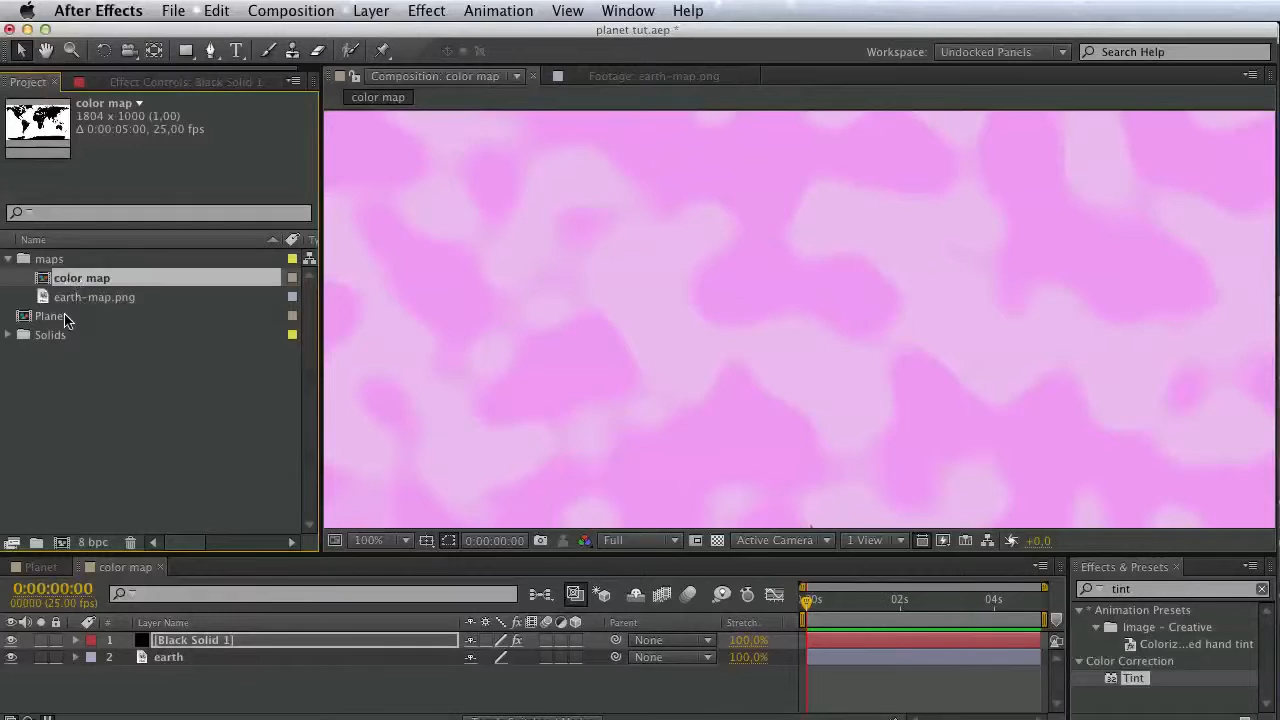 After Effects File Edit Composition Layer Effect Animation View Window Help
planet tut.aep *
Workspace: Undocked Panels Search Help
Project Effect Controls: Black Solid 1 Composition: color map Footage: earth-map.png
color map
color map
1804 x 1000 (1,00)
Δ 0:00:05:00, 25,00 fps
Name Ty
maps
color map
earth-map.png
Plane
Solids
8 bpc 100% 0:00:00:00 Full Active Camera 1 View +0,0
Planet color map Effects & Presets
0:00:00:00
00000 (25.00 fps)
00s 02s 04s
tint
# Layer Name Parent Stretch
1 [Black Solid 1] None 100,0%
2 earth None 100,0%
* Animation Presets
Image - Creative
Coloriz...ed hand tint
Color Correction
Tint